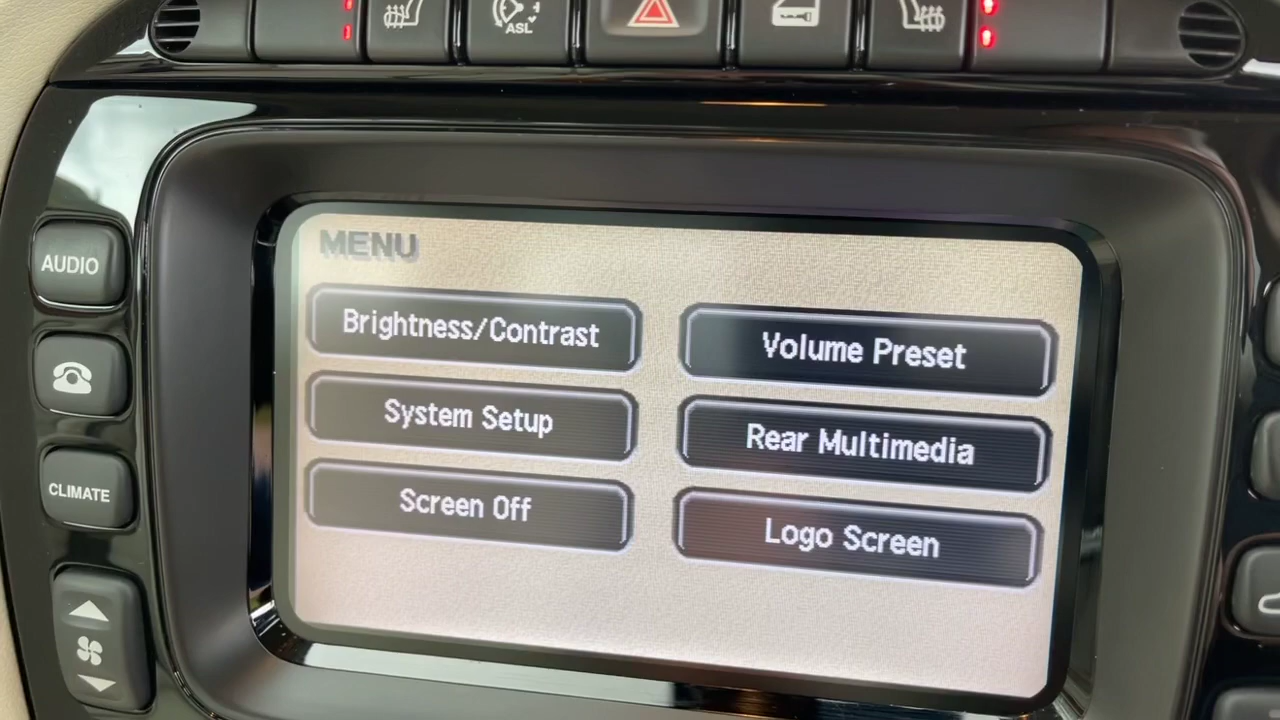 ASL
AUDIO
CLIMATE
MENU
Brightness/Contrast
Volume Preset
System Setup
Rear Multimedia
Screen Off
Logo Screen